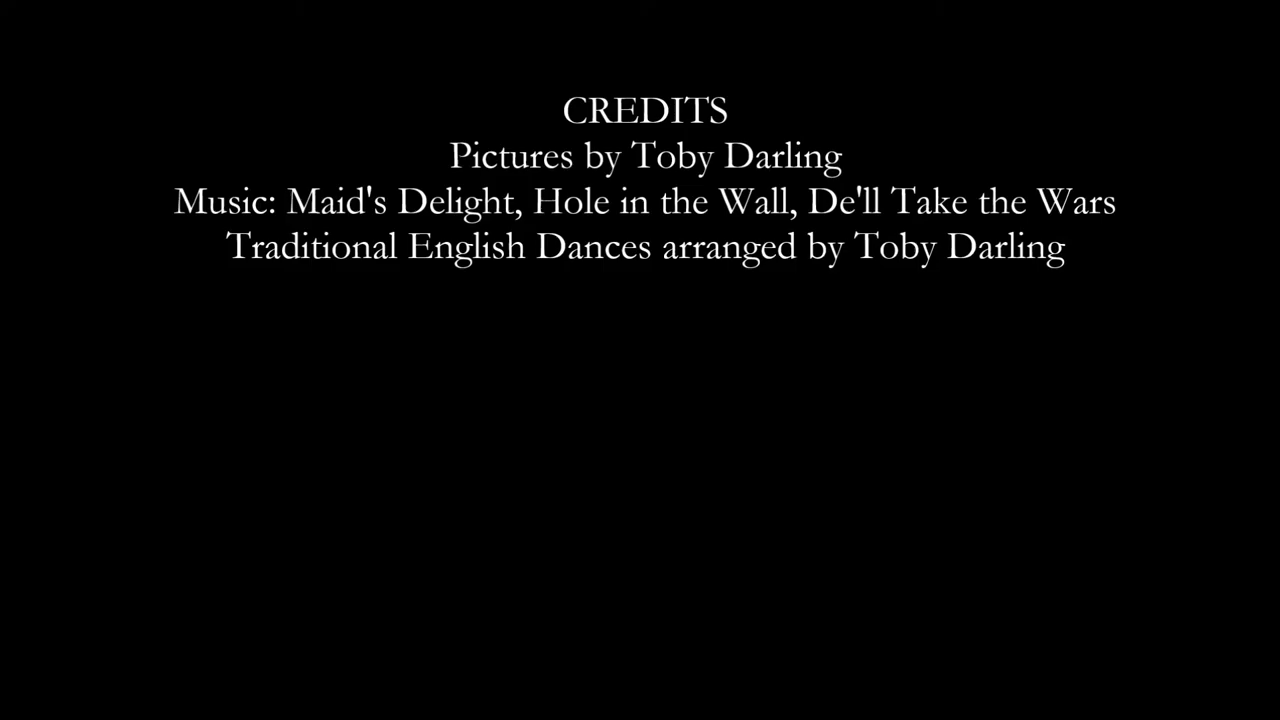 CREDITS
Pictures by Toby Darling
Music: Maid's Delight, Hole in the Wall, De'll Take the Wars
Traditional English Dances arranged by Toby Darling